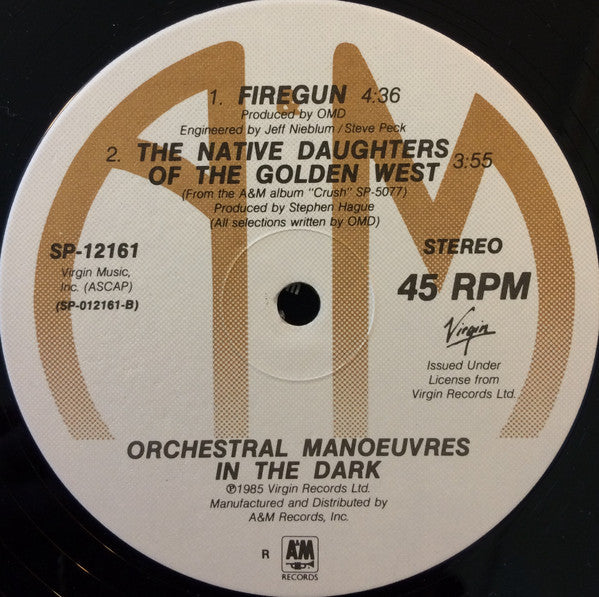 1. FIREGUN 4:36
Produced by OMD
Engineered by Jeff Nieblum/Steve Peck
2. THE NATIVE DAUGHTERS
OF THE GOLDEN WEST 3:55
(From the A&M album "Crush" SP-5077)
Produced by Stephen Hague
(All selections written by OMD)
SP-12161
Virgin Music,
Inc. (ASCAP)
(SP-012161-B)
STEREO
45 RPM
Virgin
Issued Under
License from
Virgin Records Ltd.
ORCHESTRAL MANOEUVRES
IN THE DARK
℗1985 Virgin Records Ltd.
Manufactured and Distributed by
A&M Records, Inc.
R
A&M
RECORDS